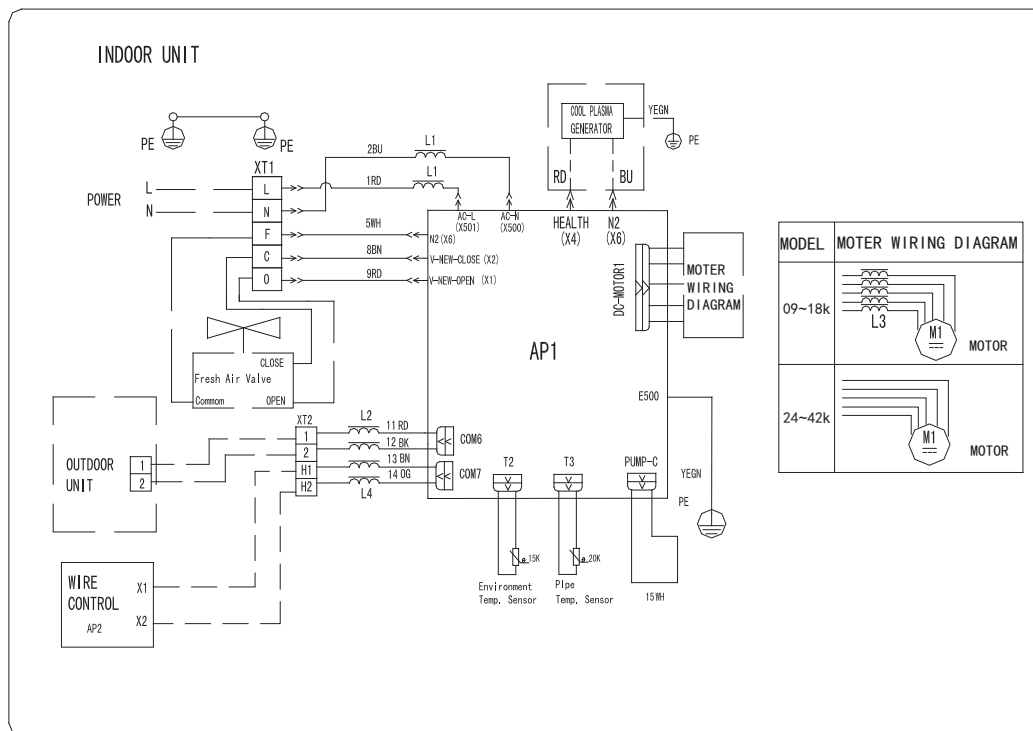 INDOOR UNIT
PE
PE
XT1
POWER
L
N
L
N
F
C
O
2BU
L1
1RD
L1
5WH
8BN
9RD
AC-L
(X501)
AC-N
(X500)
N2 (X6)
V-NEW-CLOSE (X2)
V-NEW-OPEN (X1)
COOL PLASMA
GENERATOR
YEGN
PE
RD
BU
HEALTH
(X4)
N2
(X6)
DC-MOTOR1
MOTER
WIRING
DIAGRAM
AP1
CLOSE
Fresh Air Valve
Commom
OPEN
OUTDOOR
UNIT
1
2
XT2
1
2
H1
H2
L2
11 RD
12 BK
13 BN
14 OG
L4
COM6
COM7
WIRE
CONTROL
AP2
X1
X2
T2
T3
PUMP-C
E500
YEGN
PE
θ 15K
θ 20K
Environment
Temp. Sensor
Pipe
Temp. Sensor
15 WH
MODEL
MOTER WIRING DIAGRAM
09~18k
L3
M1
MOTOR
24~42k
M1
MOTOR